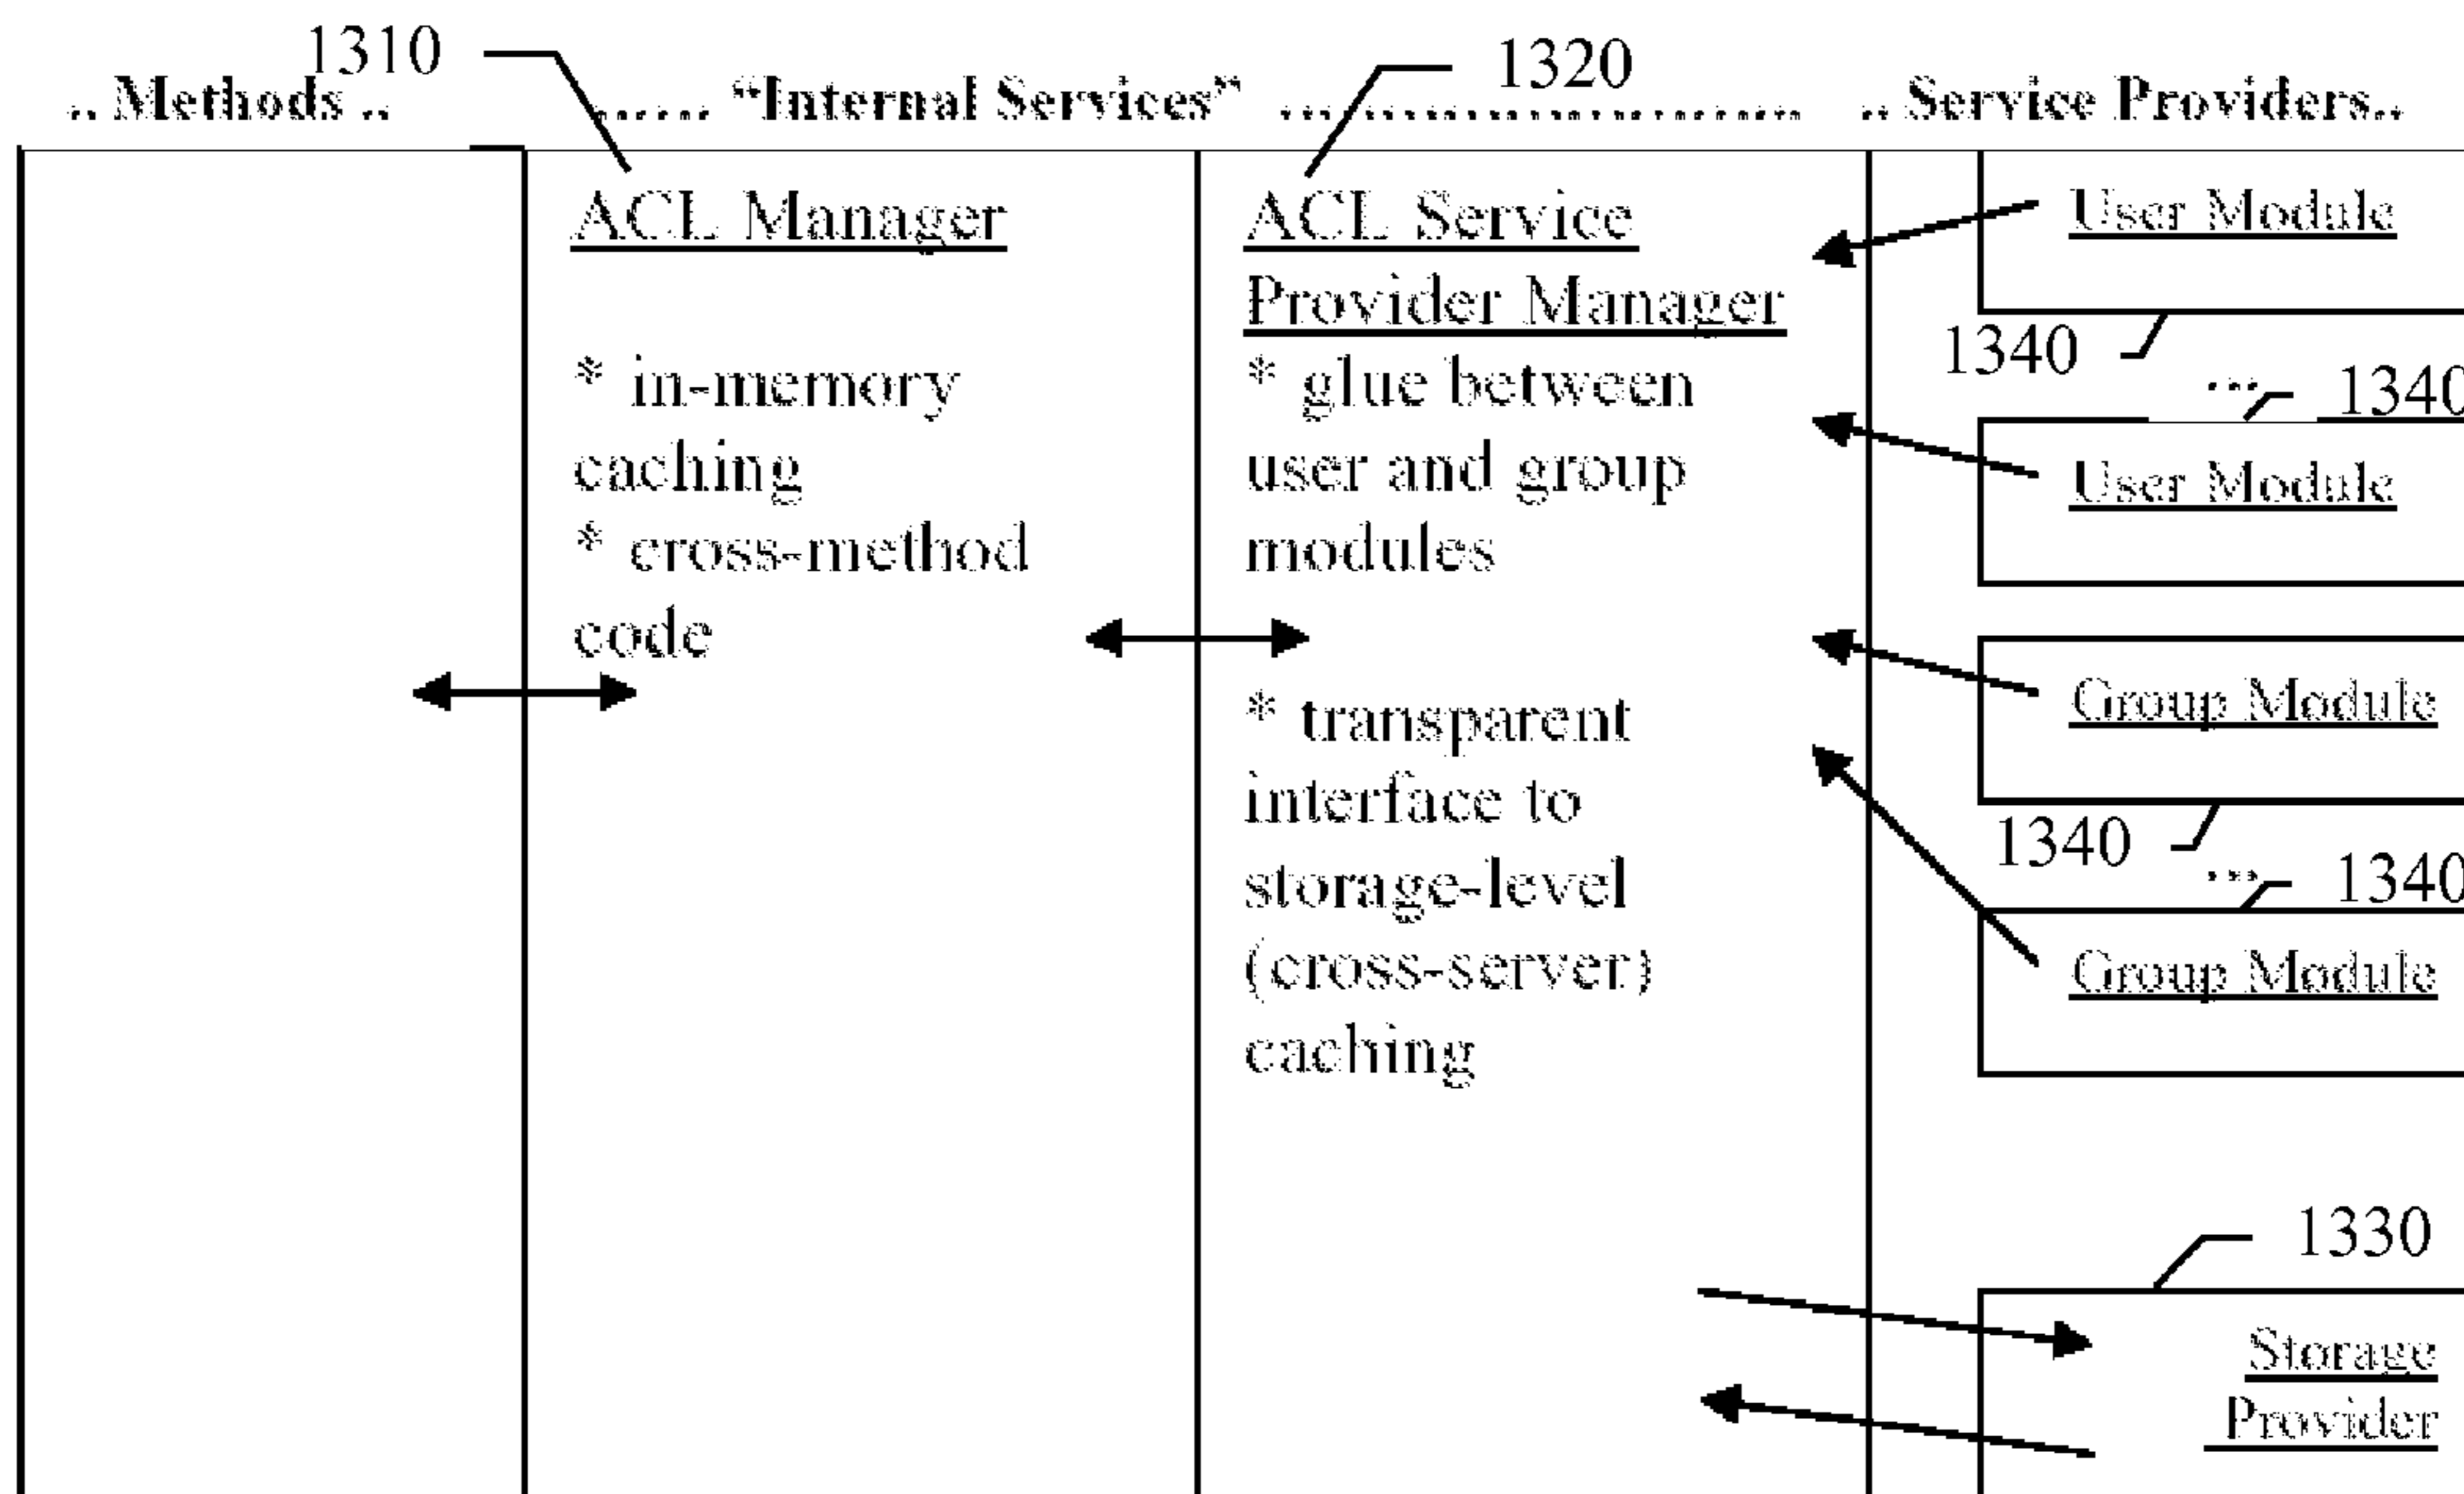 1310
1320
.. Methods ..
...... “Internal Services” ..........................
.. Service Providers..
ACL Manager
* in-memory
caching
* cross-method
code
ACL Service
Provider Manager
* glue between
user and group
modules
* transparent
interface to
storage-level
(cross-server)
caching
User Module
1340
... 1340
User Module
Group Module
1340
... 1340
Group Module
1330
Storage
Provider